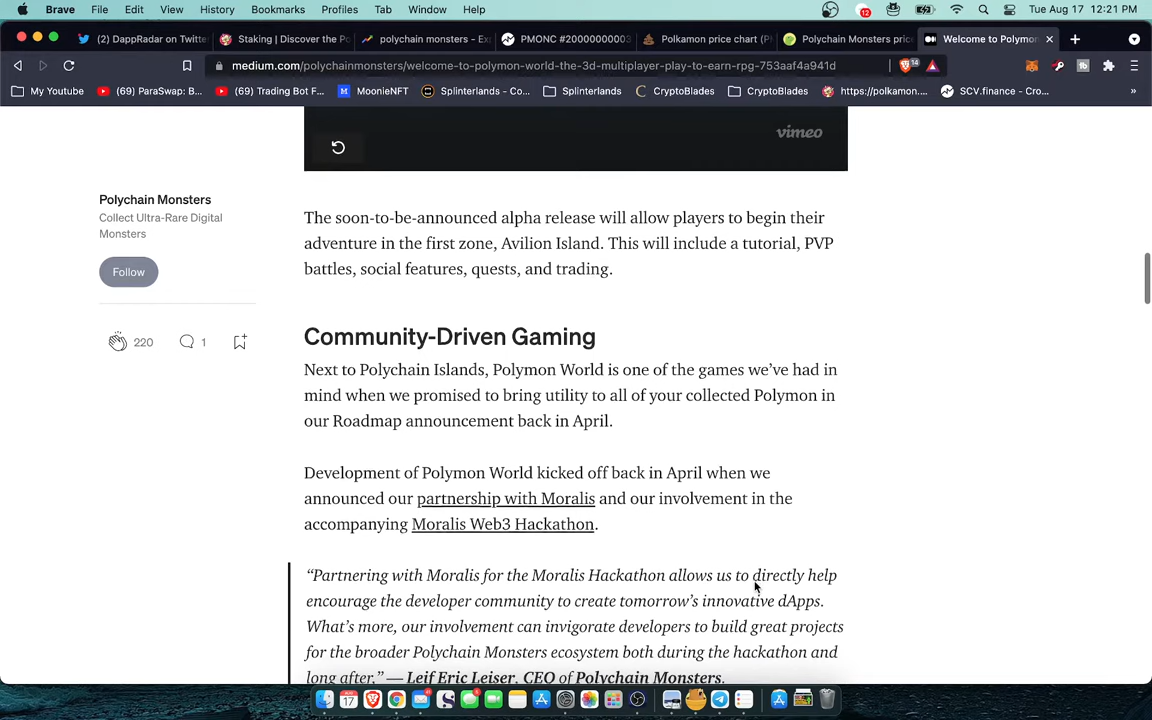 Brave File Edit View History Bookmarks Profiles Tab Window Help
12
Tue Aug 17 12:21 PM
(2) DappRadar on Twitte
Staking | Discover the Po
polychain monsters - Ex
PMONC #20000000003
Polkamon price chart (P
Polychain Monsters pric
Welcome to Polymon
medium.com/polychainmonsters/welcome-to-polymon-world-the-3d-multiplayer-play-to-earn-rpg-753aaf4a941d
14
My Youtube
(69) ParaSwap: B...
(69) Trading Bot F...
MoonieNFT
Splinterlands - Co...
Splinterlands
CryptoBlades
CryptoBlades
https://polkamon....
SCV.finance - Cro...
»
vimeo
Polychain Monsters
Collect Ultra-Rare Digital
Monsters
Follow
220
1
The soon-to-be-announced alpha release will allow players to begin their
adventure in the first zone, Avilion Island. This will include a tutorial, PVP
battles, social features, quests, and trading.
Community-Driven Gaming
Next to Polychain Islands, Polymon World is one of the games we’ve had in
mind when we promised to bring utility to all of your collected Polymon in
our Roadmap announcement back in April.
Development of Polymon World kicked off back in April when we
announced our partnership with Moralis and our involvement in the
accompanying Moralis Web3 Hackathon.
“Partnering with Moralis for the Moralis Hackathon allows us to directly help
encourage the developer community to create tomorrow’s innovative dApps.
What’s more, our involvement can invigorate developers to build great projects
for the broader Polychain Monsters ecosystem both during the hackathon and
long after.” — Leif Eric Leiser, CEO of Polychain Monsters.
17